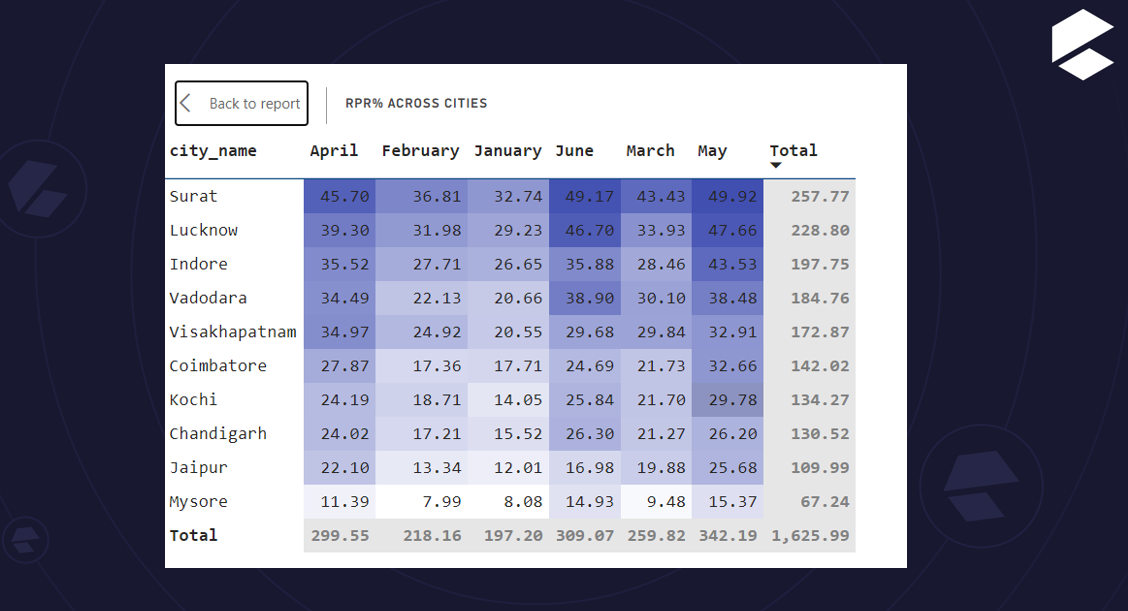 Back to report RPR% ACROSS CITIES
city_name April February January June March May Total
Surat 45.70 36.81 32.74 49.17 43.43 49.92 257.77
Lucknow 39.30 31.98 29.23 46.70 33.93 47.66 228.80
Indore 35.52 27.71 26.65 35.88 28.46 43.53 197.75
Vadodara 34.49 22.13 20.66 38.90 30.10 38.48 184.76
Visakhapatnam 34.97 24.92 20.55 29.68 29.84 32.91 172.87
Coimbatore 27.87 17.36 17.71 24.69 21.73 32.66 142.02
Kochi 24.19 18.71 14.05 25.84 21.70 29.78 134.27
Chandigarh 24.02 17.21 15.52 26.30 21.27 26.20 130.52
Jaipur 22.10 13.34 12.01 16.98 19.88 25.68 109.99
Mysore 11.39 7.99 8.08 14.93 9.48 15.37 67.24
Total 299.55 218.16 197.20 309.07 259.82 342.19 1,625.99